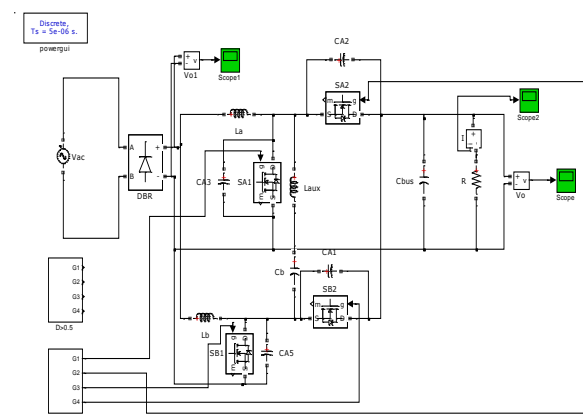 Discrete,
Ts = 5e-06 s.
powergui
+
-
v
Vo1
Scope1
CA2
SA2
m
g
S
D
Scope2
La
Vac
A
B
+
-
DBR
CA3
SA1
g
D
m
S
Laux
I
+
-
Cbus
R
+
-
v
Vo
Scope
G1
G2
G3
G4
D>0.5
Cb
CA1
SB2
m
g
S
D
Lb
SB1
g
D
m
S
CA5
G1
G2
G3
G4